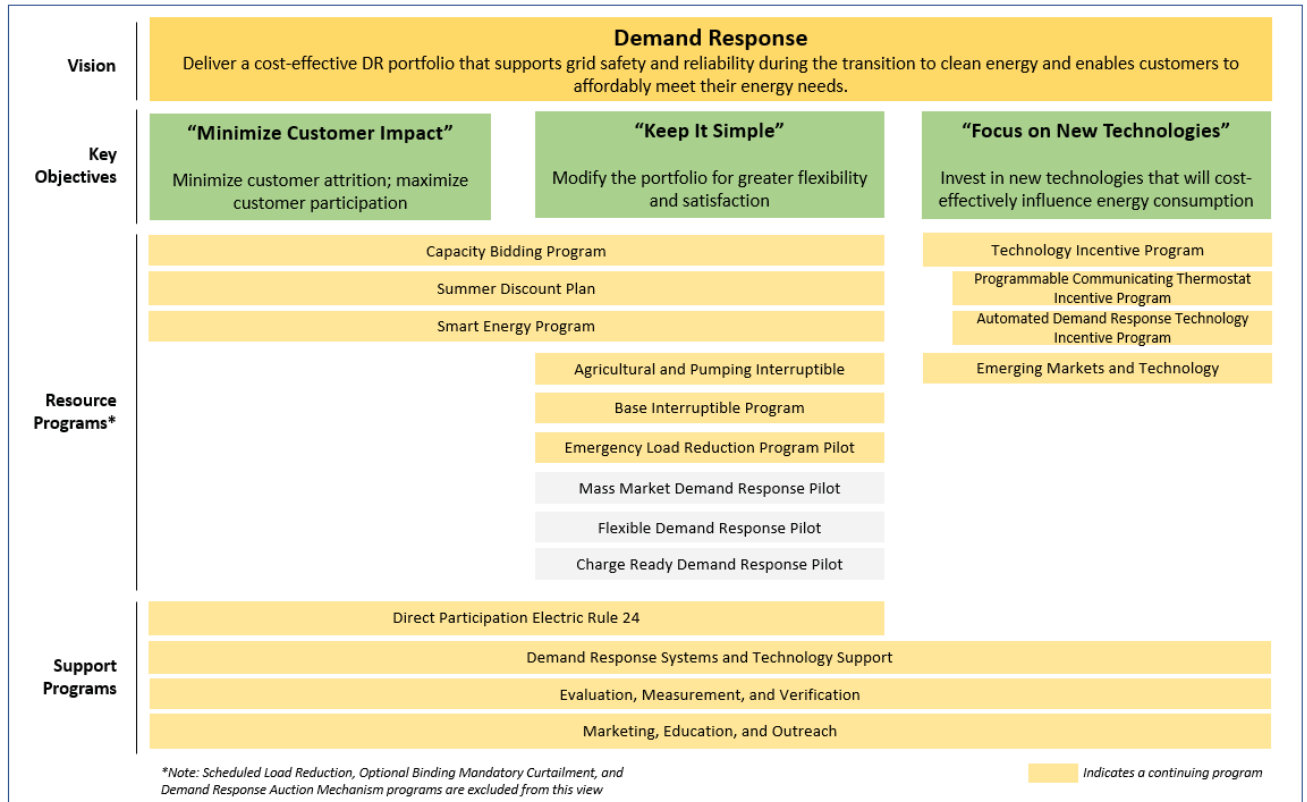 Vision
Demand Response
Deliver a cost-effective DR portfolio that supports grid safety and reliability during the transition to clean energy and enables customers to
affordably meet their energy needs.
Key
Objectives
“Minimize Customer Impact”
Minimize customer attrition; maximize
customer participation
“Keep It Simple”
Modify the portfolio for greater flexibility
and satisfaction
“Focus on New Technologies”
Invest in new technologies that will cost-
effectively influence energy consumption
Resource
Programs*
Capacity Bidding Program
Summer Discount Plan
Smart Energy Program
Agricultural and Pumping Interruptible
Base Interruptible Program
Emergency Load Reduction Program Pilot
Mass Market Demand Response Pilot
Flexible Demand Response Pilot
Charge Ready Demand Response Pilot
Technology Incentive Program
Programmable Communicating Thermostat
Incentive Program
Automated Demand Response Technology
Incentive Program
Emerging Markets and Technology
Support
Programs
Direct Participation Electric Rule 24
Demand Response Systems and Technology Support
Evaluation, Measurement, and Verification
Marketing, Education, and Outreach
*Note: Scheduled Load Reduction, Optional Binding Mandatory Curtailment, and
Demand Response Auction Mechanism programs are excluded from this view
Indicates a continuing program